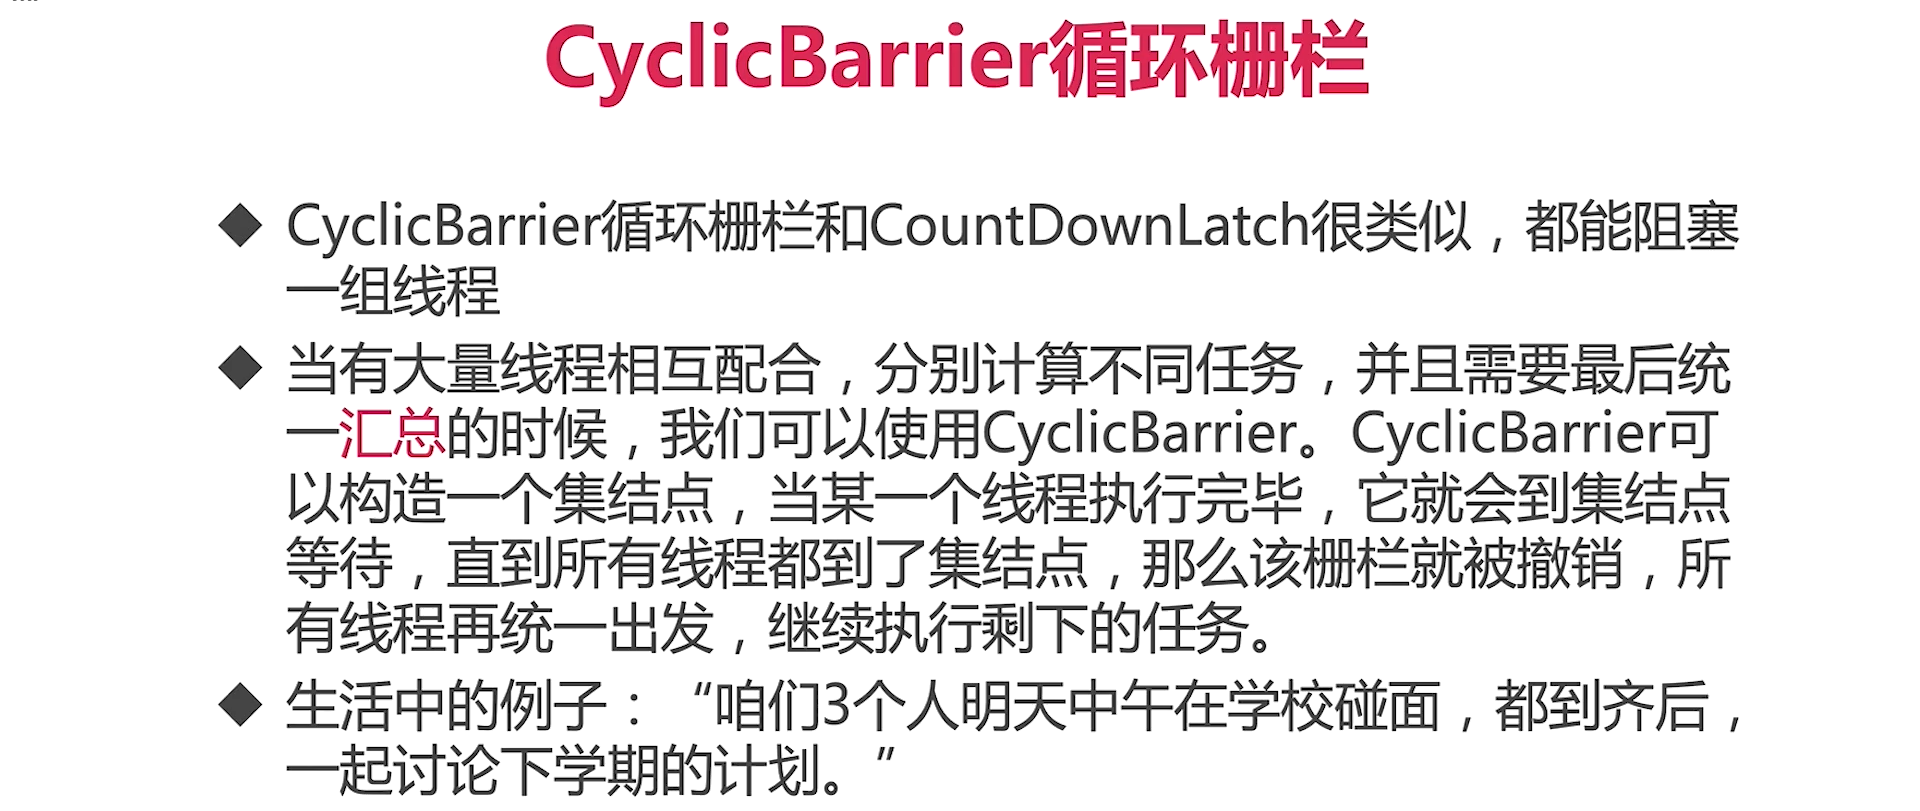 CyclicBarrier循环栅栏
◆ CyclicBarrier循环栅栏和CountDownLatch很类似，都能阻塞
一组线程
◆ 当有大量线程相互配合，分别计算不同任务，并且需要最后统
一汇总的时候，我们可以使用CyclicBarrier。CyclicBarrier可
以构造一个集结点，当某一个线程执行完毕，它就会到集结点
等待，直到所有线程都到了集结点，那么该栅栏就被撤销，所
有线程再统一出发，继续执行剩下的任务。
◆ 生活中的例子：“咱们3个人明天中午在学校碰面，都到齐后，
一起讨论下学期的计划。”